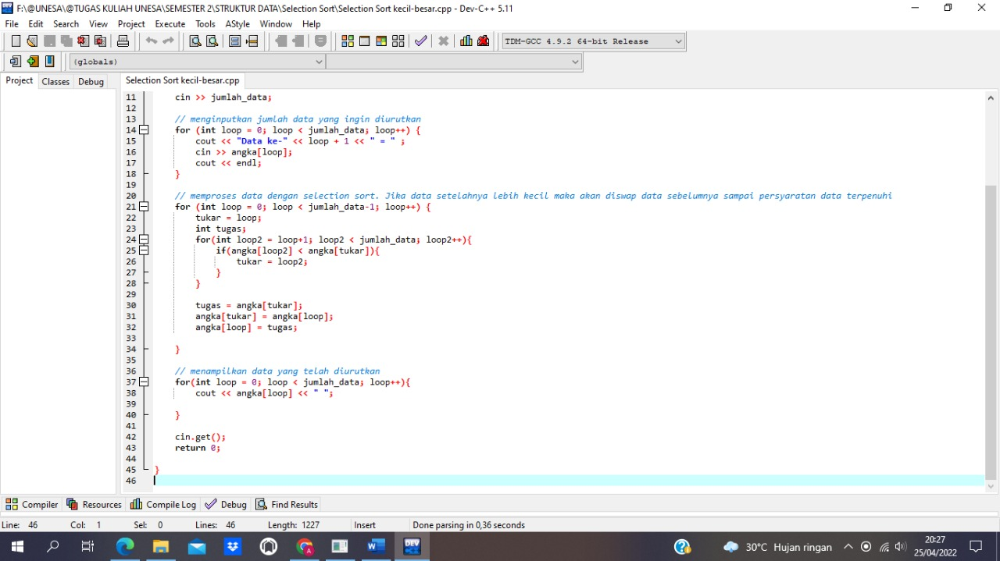 F:\@UNESA\@TUGAS KULIAH UNESA\SEMESTER 2\STRUKTUR DATA\Selection Sort\Selection Sort kecil-besar.cpp - Dev-C++ 5.11
File Edit Search View Project Execute Tools AStyle Window Help
TDM-GCC 4.9.2 64-bit Release
(globals)
Project Classes Debug Selection Sort kecil-besar.cpp
11 cin >> jumlah_data;
12
13 // menginputkan jumlah data yang ingin diurutkan
14 for (int loop = 0; loop < jumlah_data; loop++) {
15 cout << "Data ke-" << loop + 1 << " = " ;
16 cin >> angka[loop];
17 cout << endl;
18 }
19
20 // memproses data dengan selection sort. Jika data setelahnya lebih kecil maka akan diswap data sebelumnya sampai persyaratan data terpenuhi
21 for (int loop = 0; loop < jumlah_data-1; loop++) {
22 tukar = loop;
23 int tugas;
24 for(int loop2 = loop+1; loop2 < jumlah_data; loop2++){
25 if(angka[loop2] < angka[tukar]){
26 tukar = loop2;
27 }
28 }
29
30 tugas = angka[tukar];
31 angka[tukar] = angka[loop];
32 angka[loop] = tugas;
33
34 }
35
36 // menampilkan data yang telah diurutkan
37 for(int loop = 0; loop < jumlah_data; loop++){
38 cout << angka[loop] << " ";
39
40 }
41
42 cin.get();
43 return 0;
44
45 }
46
Compiler Resources Compile Log Debug Find Results
Line: 46 Col: 1 Sel: 0 Lines: 46 Length: 1227 Insert Done parsing in 0,36 seconds
30°C Hujan ringan
20:27
25/04/2022